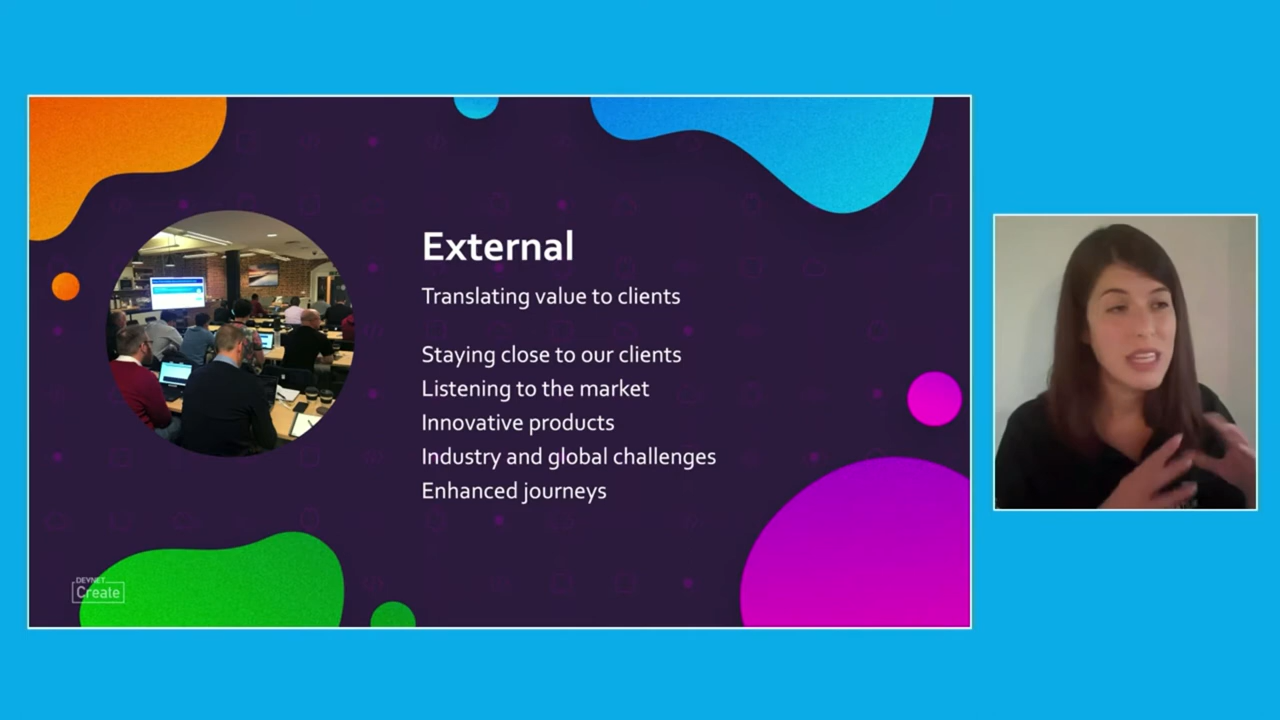 External
Translating value to clients
Staying close to our clients
Listening to the market
Innovative products
Industry and global challenges
Enhanced journeys
DEVNET
Create